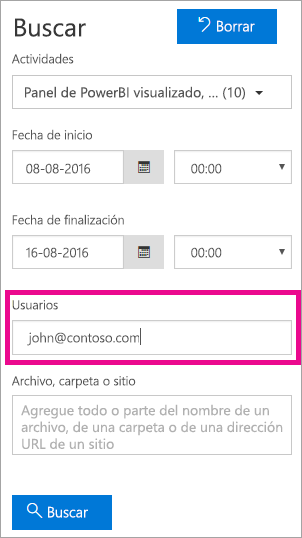 Buscar
Borrar
Actividades
Panel de PowerBI visualizado, ... (10)
Fecha de inicio
08-08-2016
00:00
Fecha de finalización
16-08-2016
00:00
Usuarios
john@contoso.com
Archivo, carpeta o sitio
Agregue todo o parte del nombre de un
archivo, de una carpeta o de una dirección
URL de un sitio
Buscar